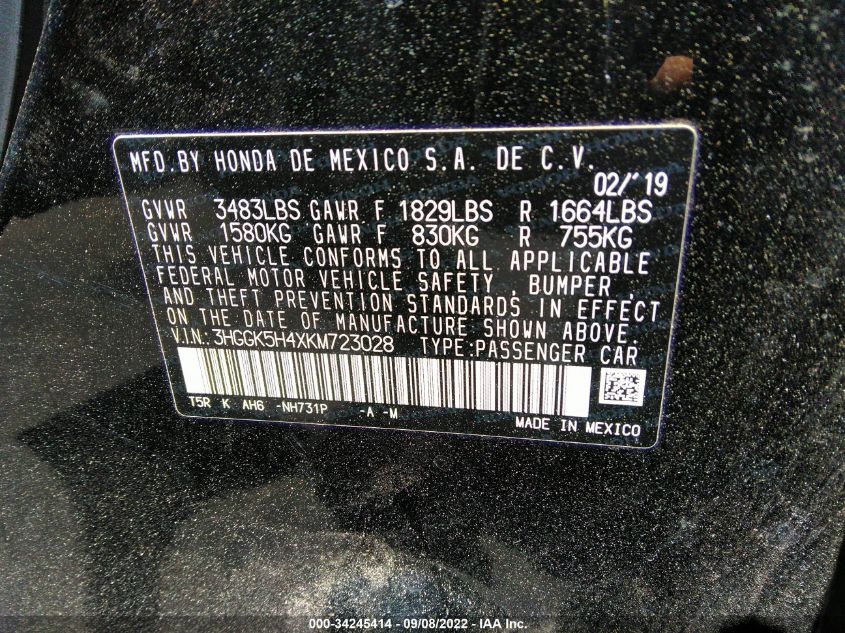 MFD.BY HONDA DE MEXICO S.A. DE C.V.
02/'19
GVWR 3483LBS GAWR F 1829LBS R 1664LBS
GVWR 1580KG GAWR F 830KG R 755KG
THIS VEHICLE CONFORMS TO ALL APPLICABLE
FEDERAL MOTOR VEHICLE SAFETY , BUMPER ,
AND THEFT PREVENTION STANDARDS IN EFFECT
ON THE DATE OF MANUFACTURE SHOWN ABOVE.
V.I.N.: 3HGGK5H4XKM723028 TYPE:PASSENGER CAR
T5R K AH6 -NH731P -A -M
MADE IN MEXICO
000-34245414 - 09/08/2022 - IAA Inc.